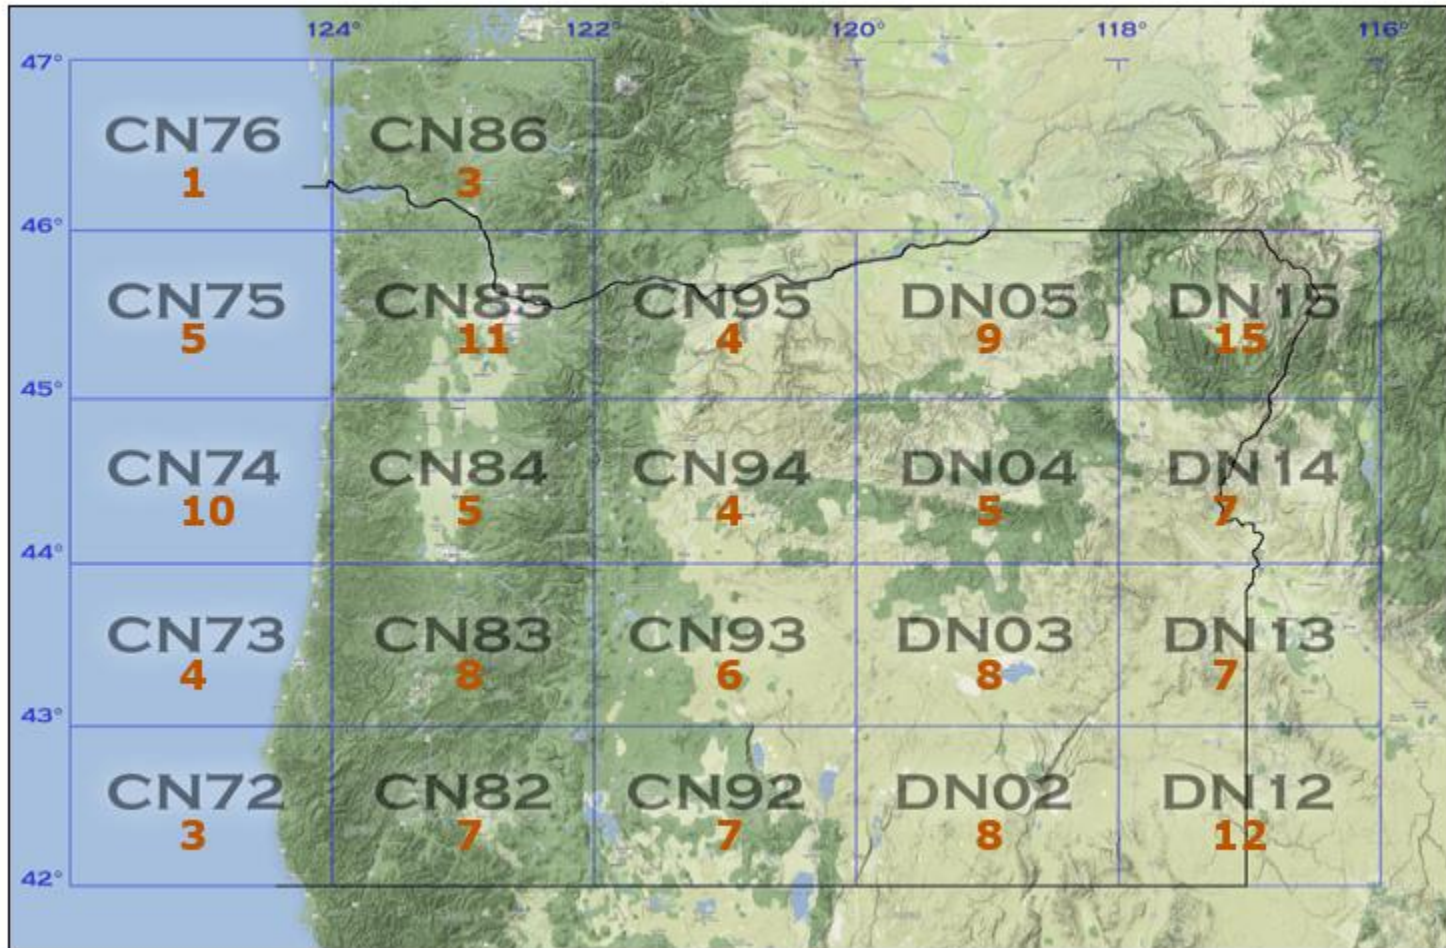 124° 122° 120° 118° 116°
47°
CN76 CN86
1 3
46°
CN75 CN85 CN95 DN05 DN15
5 11 4 9 15
45°
CN74 CN84 CN94 DN04 DN14
10 5 4 5 7
44°
CN73 CN83 CN93 DN03 DN13
4 8 6 8 7
43°
CN72 CN82 CN92 DN02 DN12
3 7 7 8 12
42°